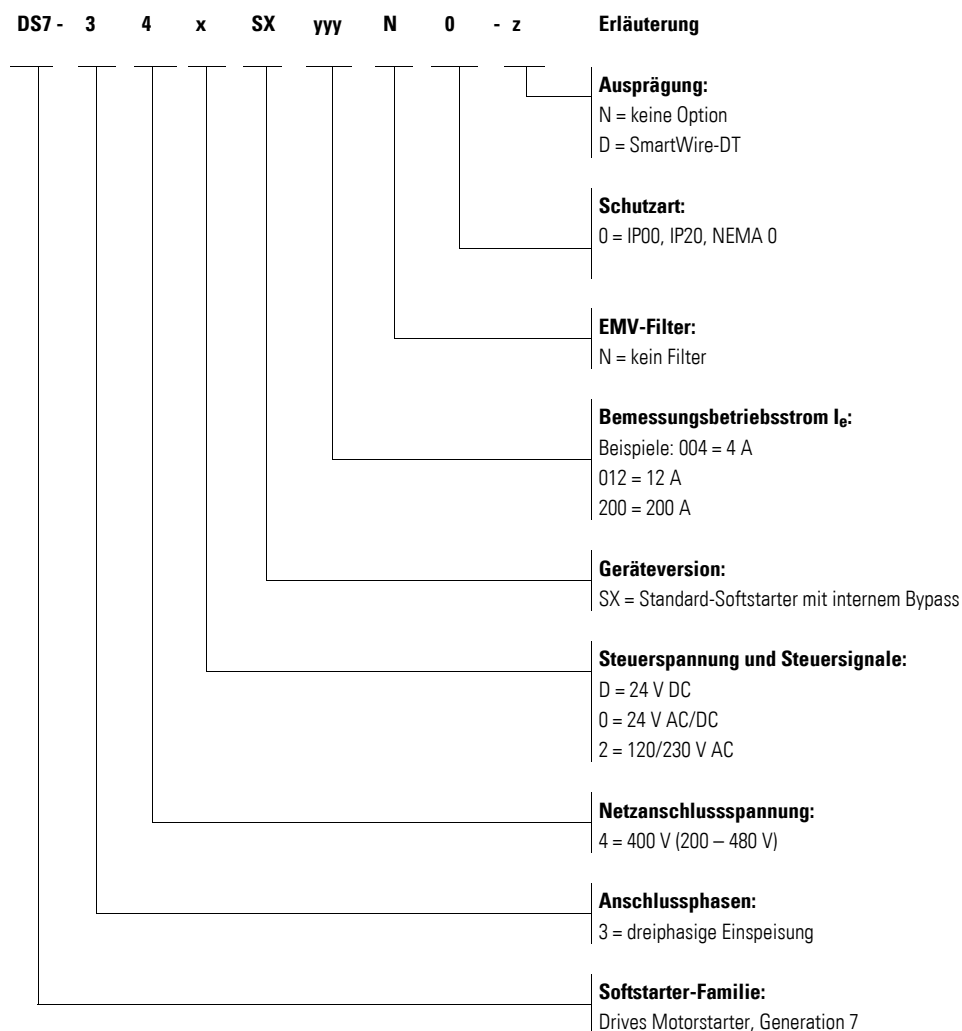 DS7 - 3 4 x SX yyy N 0 - z Erläuterung
Ausprägung:
N = keine Option
D = SmartWire-DT
Schutzart:
0 = IP00, IP20, NEMA 0
EMV-Filter:
N = kein Filter
Bemessungsbetriebsstrom Ie:
Beispiele: 004 = 4 A
012 = 12 A
200 = 200 A
Geräteversion:
SX = Standard-Softstarter mit internem Bypass
Steuerspannung und Steuersignale:
D = 24 V DC
0 = 24 V AC/DC
2 = 120/230 V AC
Netzanschlussspannung:
4 = 400 V (200 – 480 V)
Anschlussphasen:
3 = dreiphasige Einspeisung
Softstarter-Familie:
Drives Motorstarter, Generation 7